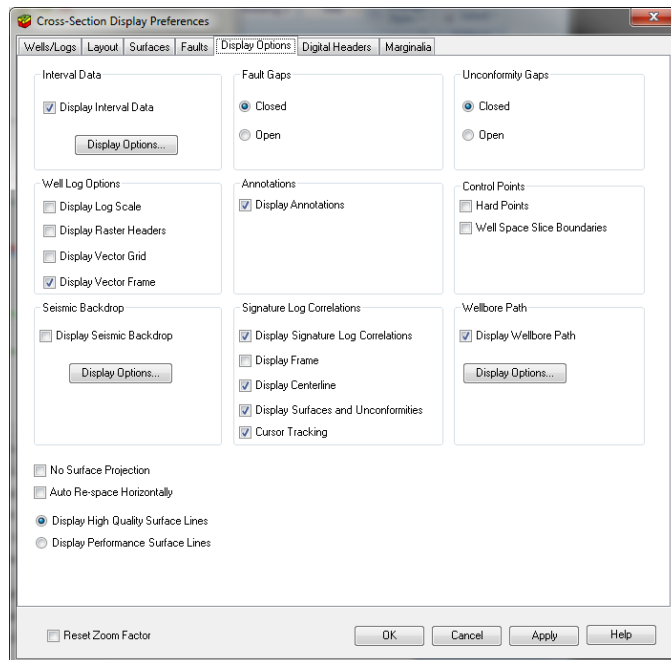 Cross-Section Display Preferences
Wells/Logs Layout Surfaces Faults Display Options Digital Headers Marginalia
Interval Data
Display Interval Data
Display Options...
Fault Gaps
Closed
Open
Unconformity Gaps
Closed
Open
Well Log Options
Display Log Scale
Display Raster Headers
Display Vector Grid
Display Vector Frame
Annotations
Display Annotations
Control Points
Hard Points
Well Space Slice Boundaries
Seismic Backdrop
Display Seismic Backdrop
Display Options...
Signature Log Correlations
Display Signature Log Correlations
Display Frame
Display Centerline
Display Surfaces and Unconformities
Cursor Tracking
Wellbore Path
Display Wellbore Path
Display Options...
No Surface Projection
Auto Re-space Horizontally
Display High Quality Surface Lines
Display Performance Surface Lines
Reset Zoom Factor
OK Cancel Apply Help